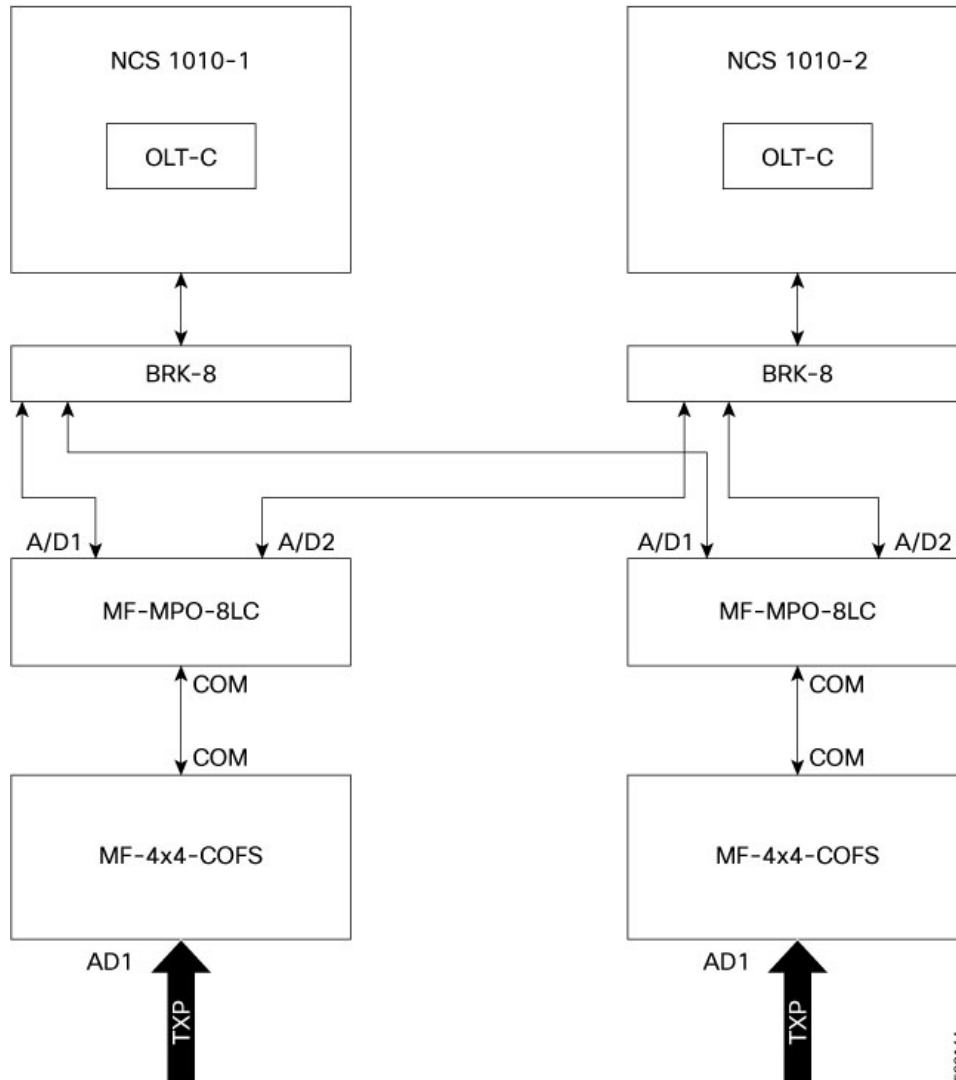 NCS 1010-1
NCS 1010-2
OLT-C
OLT-C
BRK-8
BRK-8
A/D1
A/D2
A/D1
A/D2
MF-MPO-8LC
MF-MPO-8LC
COM
COM
COM
COM
MF-4x4-COFS
MF-4x4-COFS
AD1
AD1
TXP
TXP